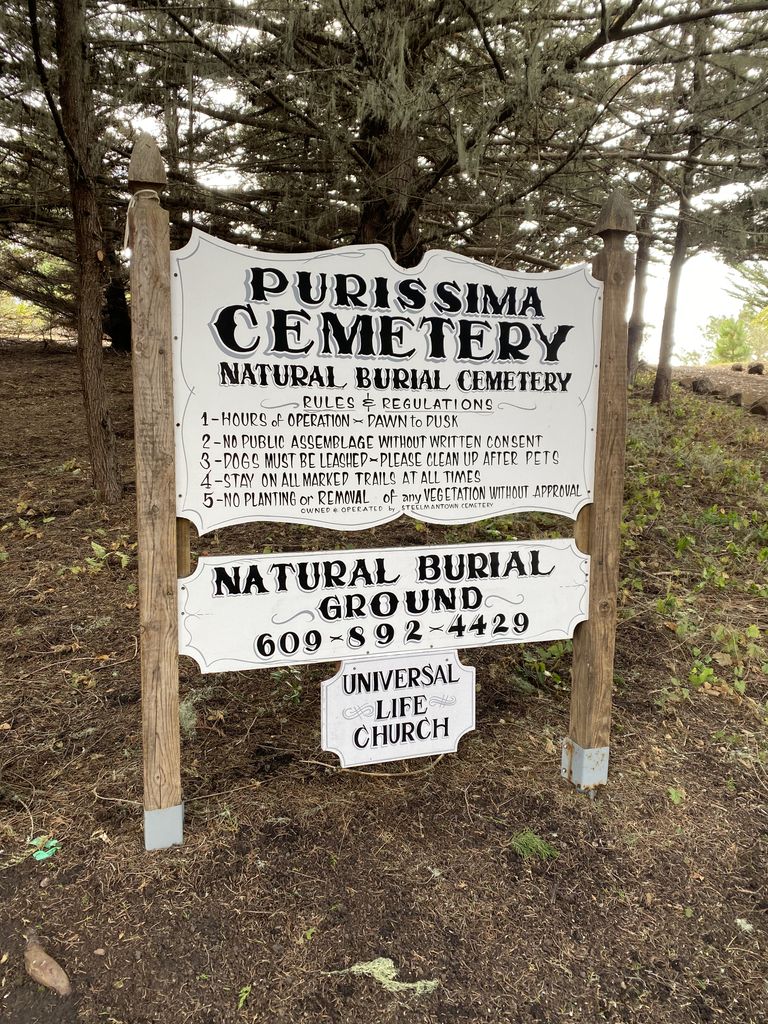 PURISSIMA
CEMETERY
NATURAL BURIAL CEMETERY
RULES & REGULATIONS
1-HOURS of OPERATION - DAWN to DUSK
2-NO PUBLIC ASSEMBLAGE WITHOUT WRITTEN CONSENT
3-DOGS MUST BE LEASHED - PLEASE CLEAN UP AFTER PETS
4-STAY ON ALL MARKED TRAILS AT ALL TIMES
5-NO PLANTING or REMOVAL of any VEGETATION WITHOUT APPROVAL
OWNED & OPERATED by STEELMANTOWN CEMETERY
NATURAL BURIAL
GROUND
609-892-4429
UNIVERSAL
LIFE
CHURCH